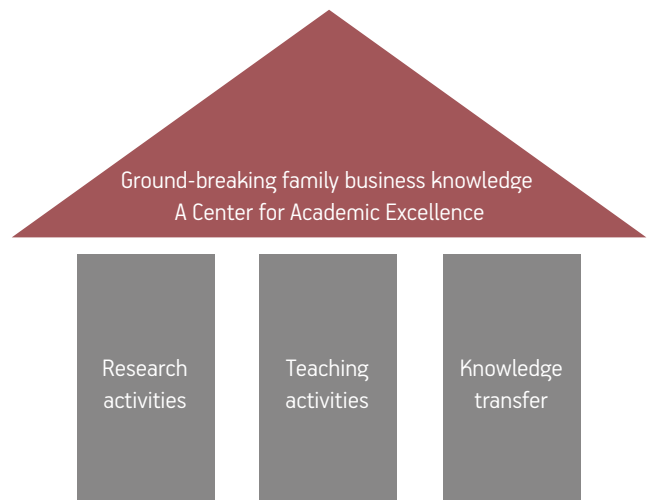 Ground-breaking family business knowledge
A Center for Academic Excellence
Research
activities
Teaching
activities
Knowledge
transfer